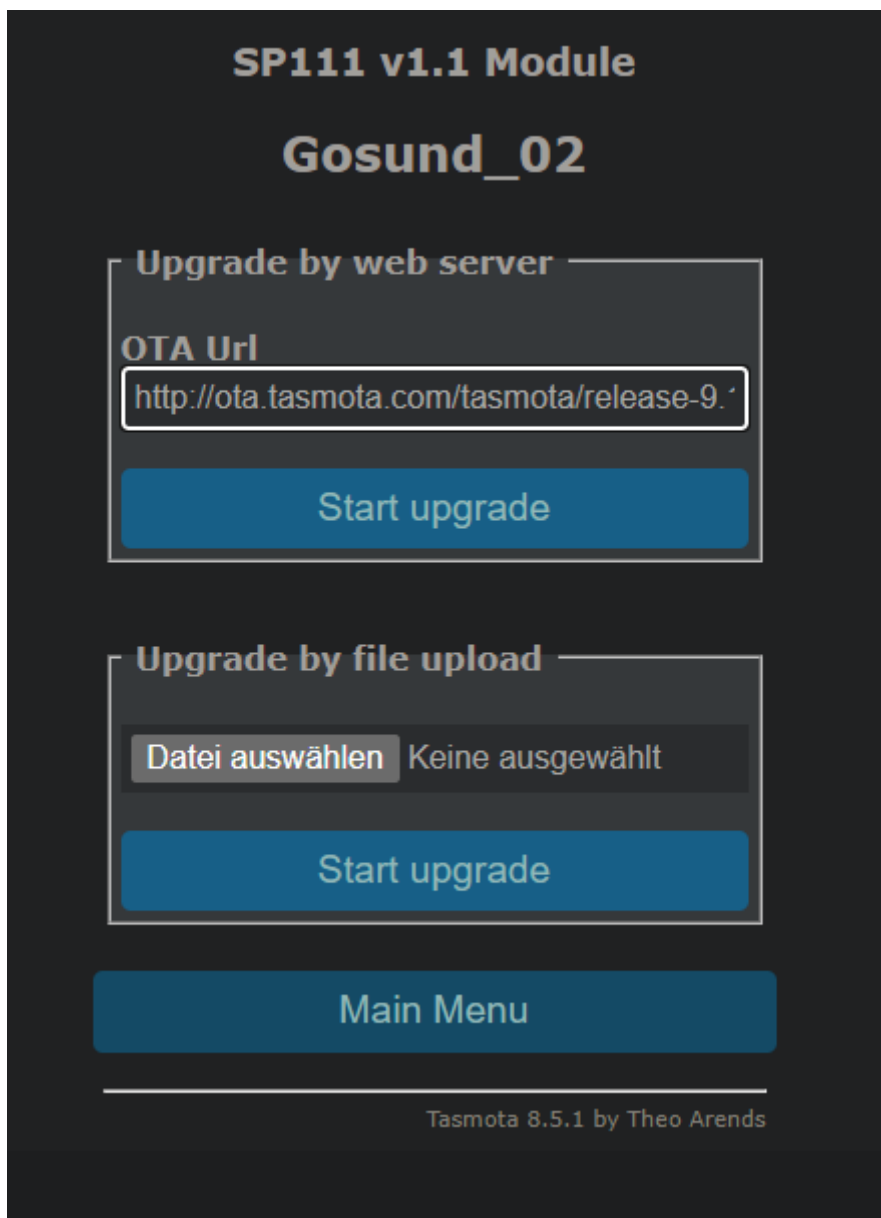 SP111 v1.1 Module
Gosund_02
Upgrade by web server
OTA Url
http://ota.tasmota.com/tasmota/release-9.1
Start upgrade
Upgrade by file upload
Datei auswählen Keine ausgewählt
Start upgrade
Main Menu
Tasmota 8.5.1 by Theo Arends